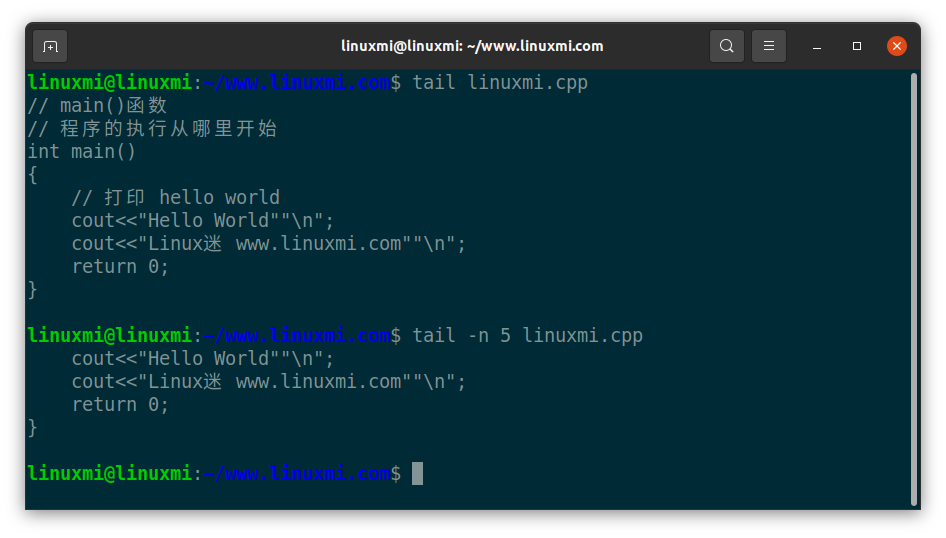 linuxmi@linuxmi: ~/www.linuxmi.com
linuxmi@linuxmi:~/www.linuxmi.com$ tail linuxmi.cpp
// main()函数
// 程序的执行从哪里开始
int main()
{
    // 打印 hello world
    cout<<"Hello World""\n";
    cout<<"Linux迷 www.linuxmi.com""\n";
    return 0;
}
linuxmi@linuxmi:~/www.linuxmi.com$ tail -n 5 linuxmi.cpp
    cout<<"Hello World""\n";
    cout<<"Linux迷 www.linuxmi.com""\n";
    return 0;
}
linuxmi@linuxmi:~/www.linuxmi.com$